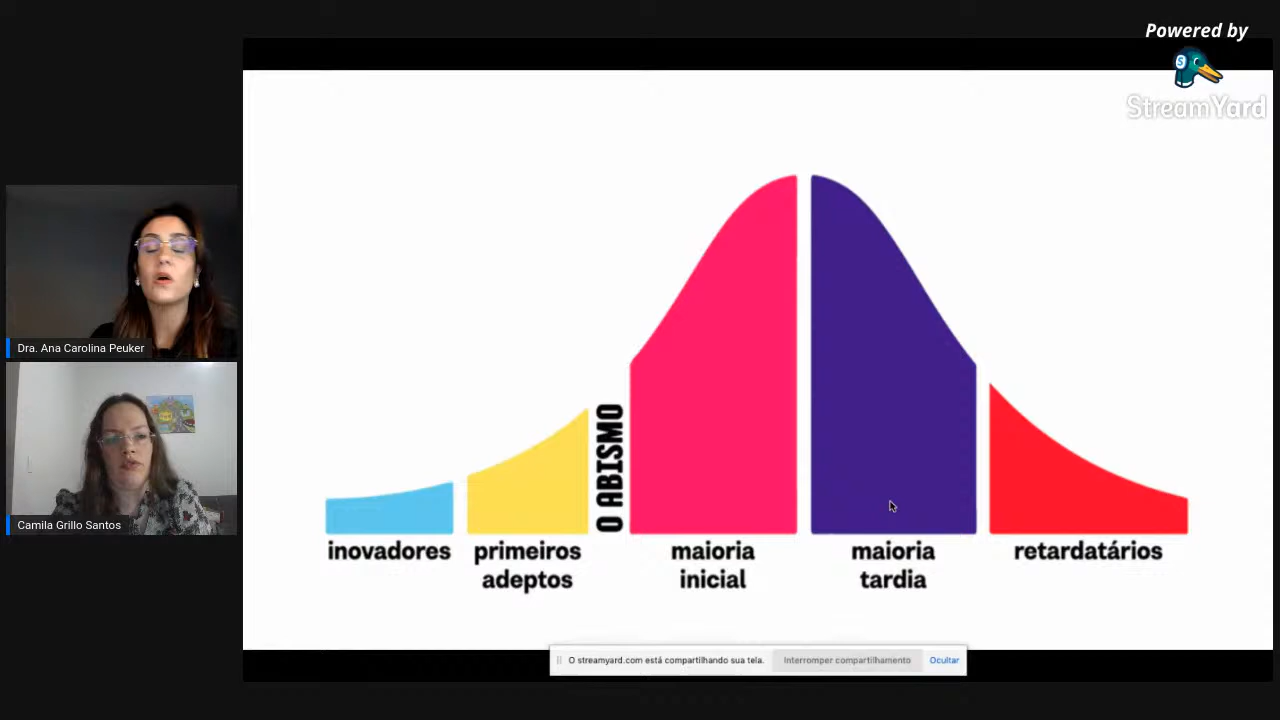 Powered by
StreamYard
Dra. Ana Carolina Peuker
Camila Grillo Santos
O ABISMO
inovadores
primeiros
adeptos
maioria
inicial
maioria
tardia
retardatários
O streamyard.com está compartilhando sua tela.
Interromper compartilhamento
Ocultar